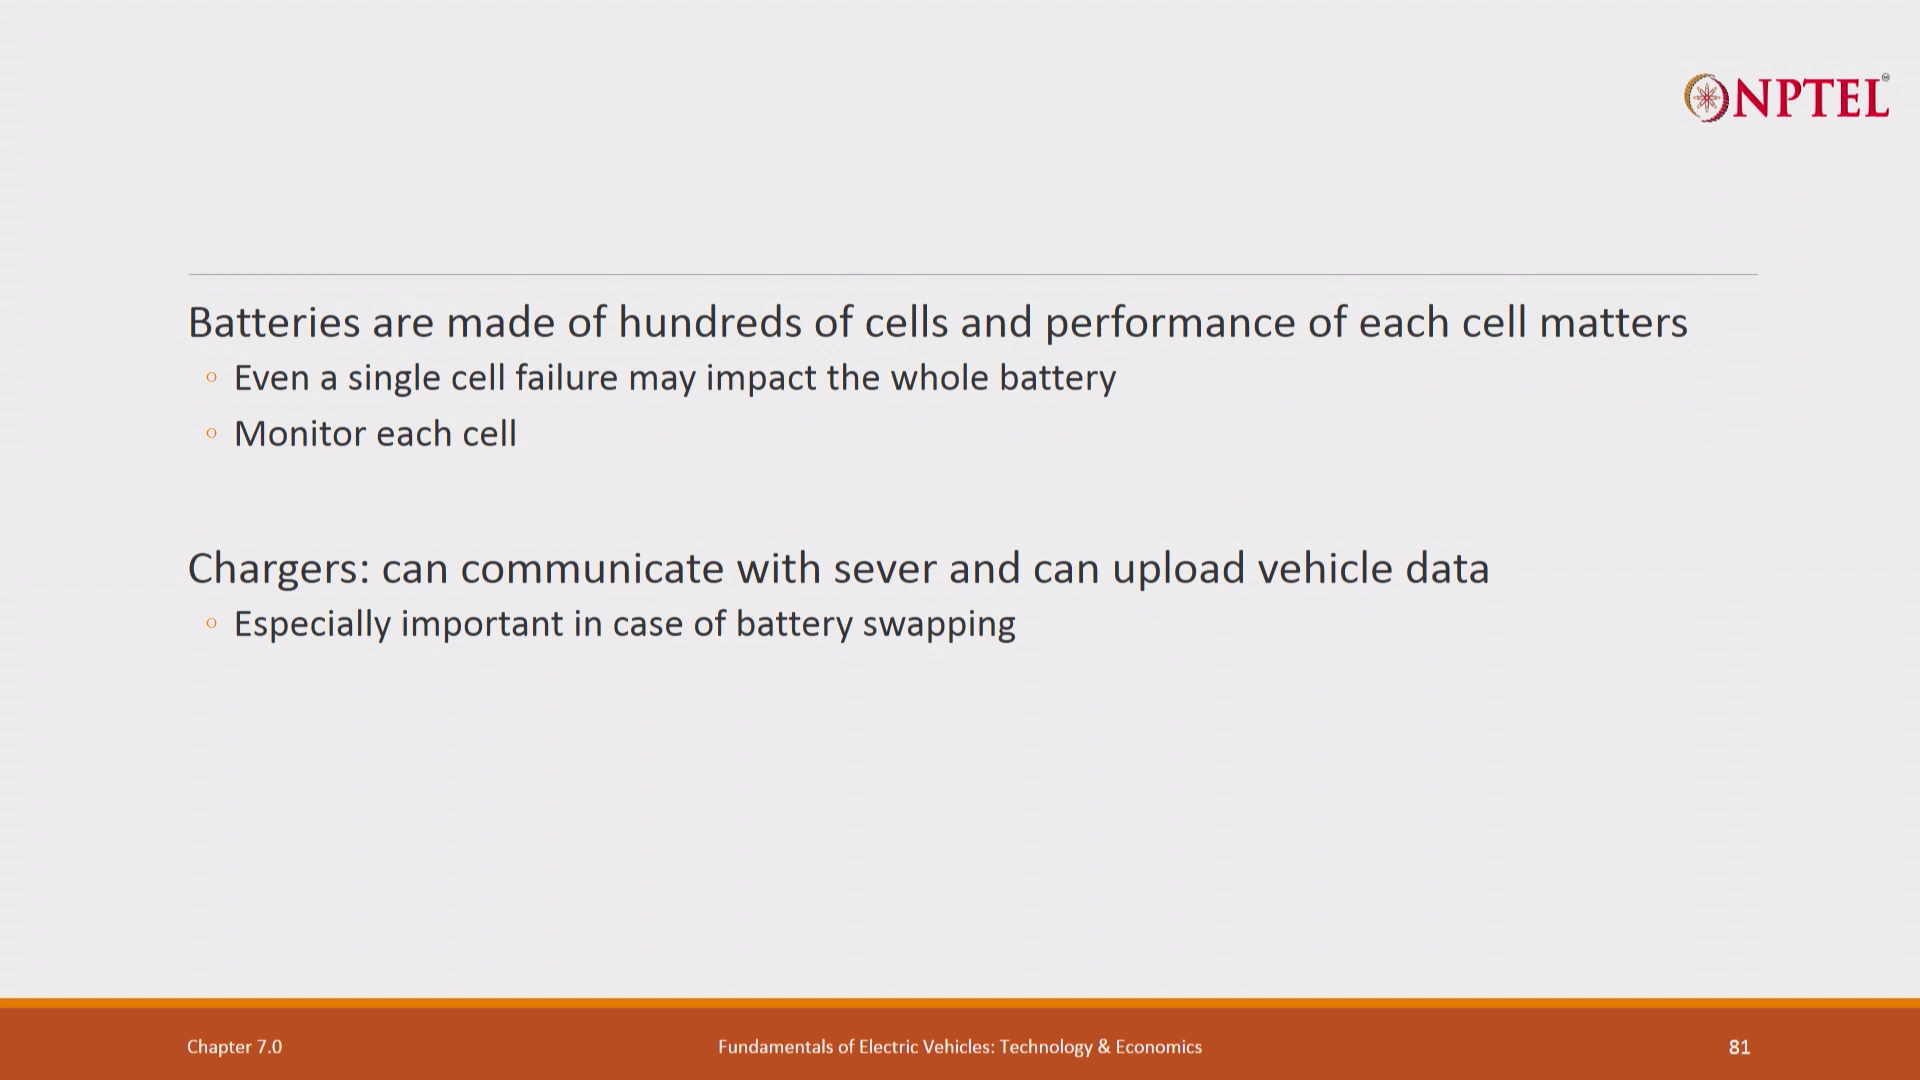 NPTEL
Batteries are made of hundreds of cells and performance of each cell matters
◦ Even a single cell failure may impact the whole battery
◦ Monitor each cell
Chargers: can communicate with sever and can upload vehicle data
◦ Especially important in case of battery swapping
Chapter 7.0
Fundamentals of Electric Vehicles: Technology & Economics
81